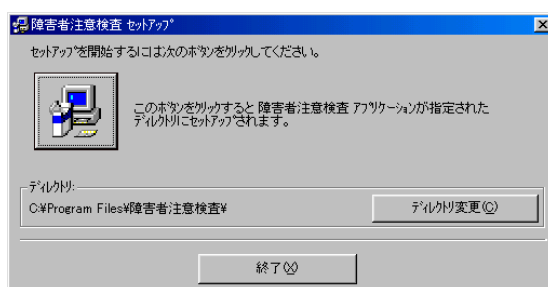 障害者注意検査 ｾｯﾄｱｯﾌﾟ
ｾｯﾄｱｯﾌﾟを開始するには次のﾎﾞﾀﾝをｸﾘｯｸしてください。
このﾎﾞﾀﾝをｸﾘｯｸすると 障害者注意検査 ｱﾌﾟﾘｹｰｼｮﾝが指定された
ﾃﾞｨﾚｸﾄﾘにｾｯﾄｱｯﾌﾟされます。
ﾃﾞｨﾚｸﾄﾘ:
C:¥Program Files¥障害者注意検査¥
ﾃﾞｨﾚｸﾄﾘ変更(C)
終了(X)